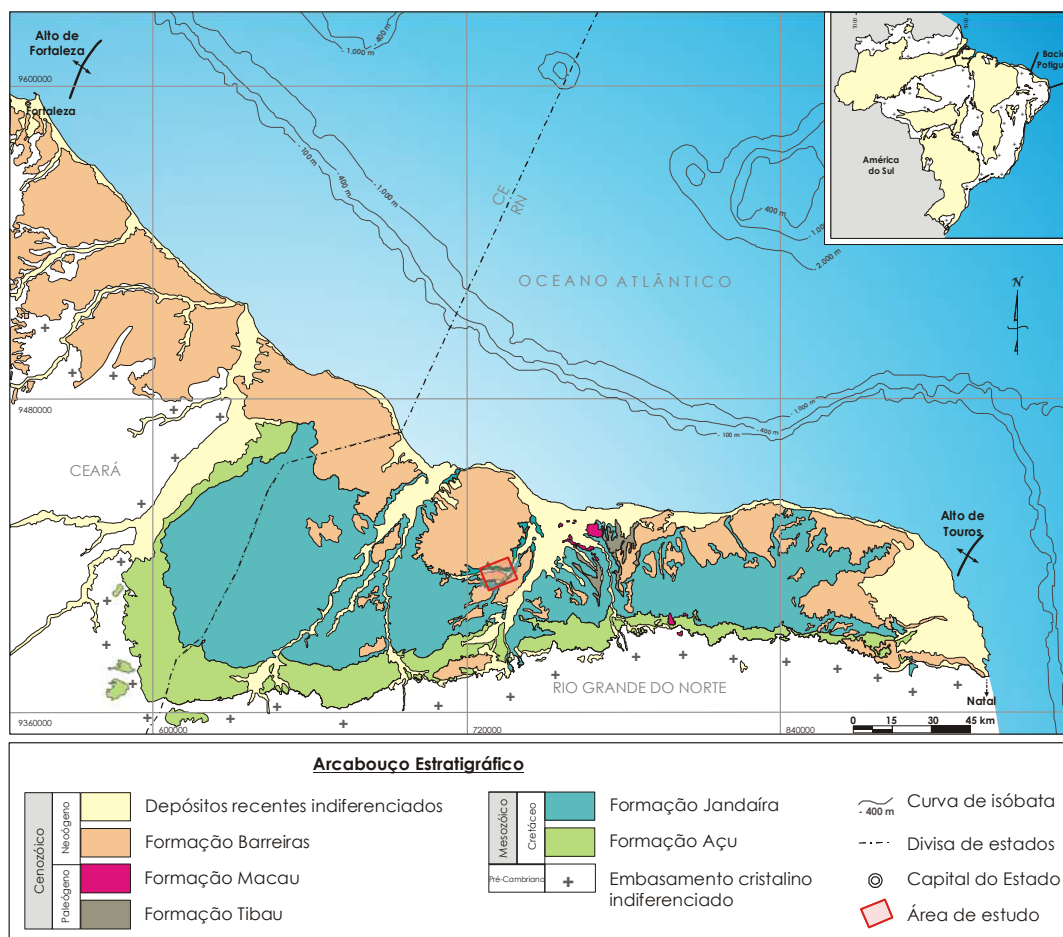 Alto de
Fortaleza
9600000
Fortaleza
- 400 m
- 1.000 m
- 1.000 m
- 100 m
- 400 m
CE
RN
- 400 m
- 2.000 m
Bacia
Potigu
América
do Sul
OCEANO ATLÂNTICO
N
9480000
CEARÁ
- 100 m
- 400 m
- 1.000 m
Alto de
Touros
RIO GRANDE DO NORTE
Natal
9360000
600000
720000
840000
0 15 30 45 km
Arcabouço Estratigráfico
Cenozóico
Neoógeno
Paleógeno
Depósitos recentes indiferenciados
Formação Barreiras
Formação Macau
Formação Tibau
Mesozóico
Cretáceo
Pré-Cambriano
Formação Jandaíra
Formação Açu
Embasamento cristalino
indiferenciado
- 400 m
Curva de isóbata
Divisa de estados
Capital do Estado
Área de estudo